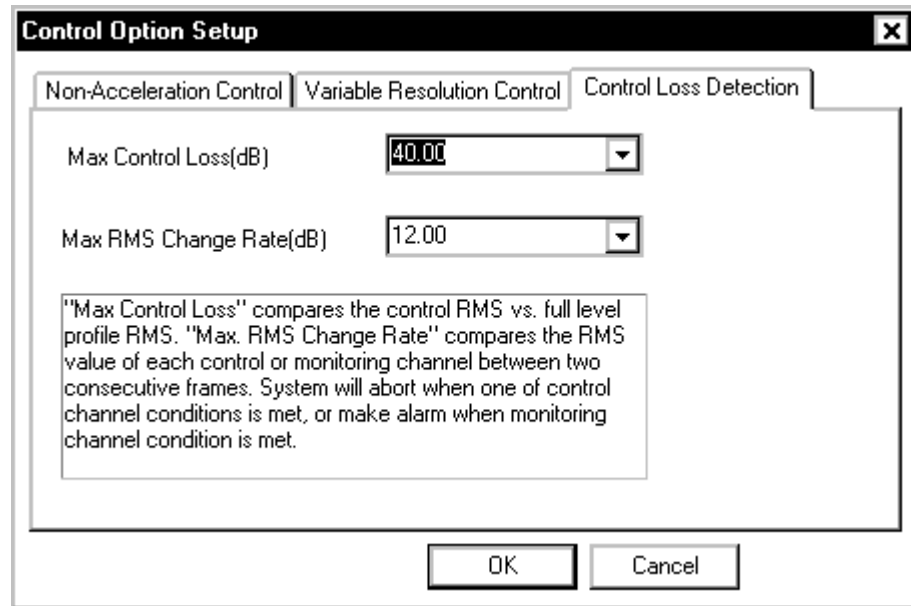 Control Option Setup
Non-Acceleration Control Variable Resolution Control Control Loss Detection
Max Control Loss(dB) 40.00
Max RMS Change Rate(dB) 12.00
"Max Control Loss" compares the control RMS vs. full level
profile RMS. "Max. RMS Change Rate" compares the RMS
value of each control or monitoring channel between two
consecutive frames. System will abort when one of control
channel conditions is met, or make alarm when monitoring
channel condition is met.
OK Cancel